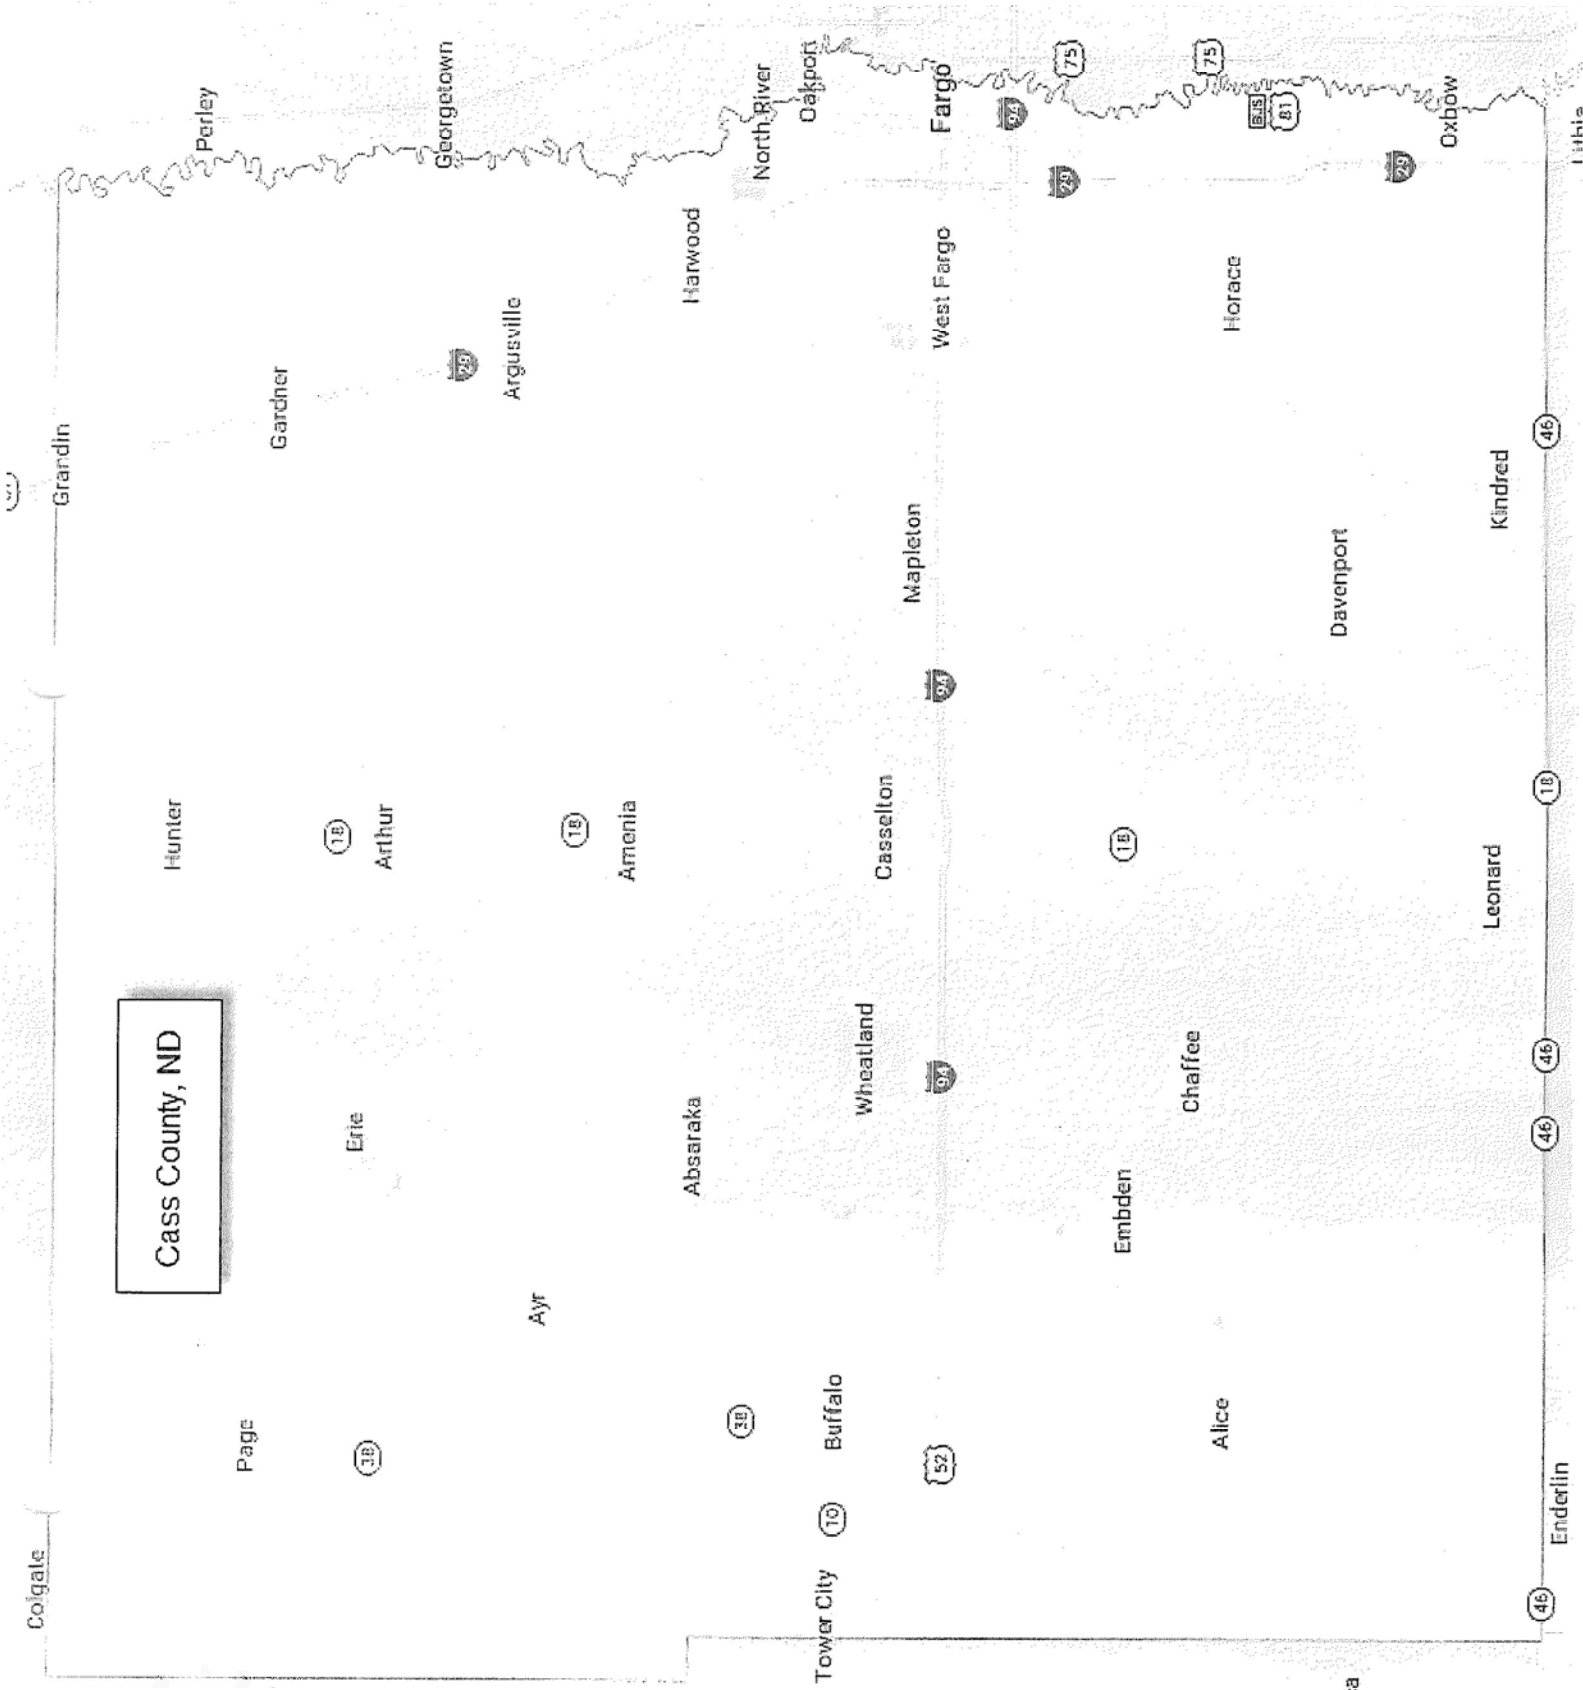 Colgate
Grandin
Cass County, ND
Hunter
Perley
Page
Gardner
18
Erie
38
Arthur
Georgetown
29
Argusville
Ayr
18
Amenia
Absaraka
Harwood
38
North River
Oakport
Tower City
10
Buffalo
Wheatland
Casselton
Mapleton
52
94
94
West Fargo
Fargo
94
29
75
Embden
18
Chaffee
75
Alice
Horace
BUS
81
Davenport
29
Oxbow
Leonard
Kindred
46
46
46
18
46
Enderlin
Lithia